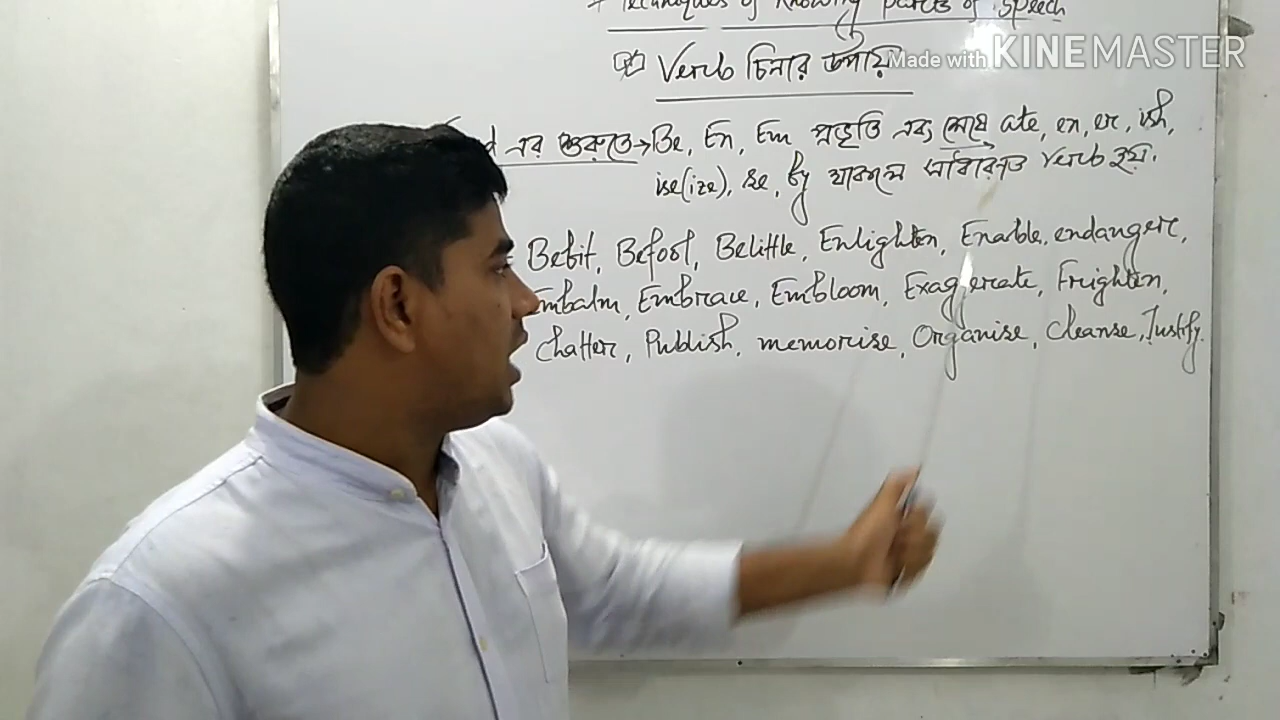 Techniques of Knowing parts of Speech
Made with KINEMASTER
Verb চিনার উপায়
এর শুরুতে → Be, En, Em প্রভৃতি এবং শেষে ate, en, er, ish,
ise(ize), se, fy থাকলে সাধারণত Verb হয়.
Befit, Befool, Belittle, Enlighten, Enable, endanger,
Embalm, Embrace, Embloom, Exaggerate, Frighten,
Chatter, Publish, memorise, Organise, Cleanse, Justify.